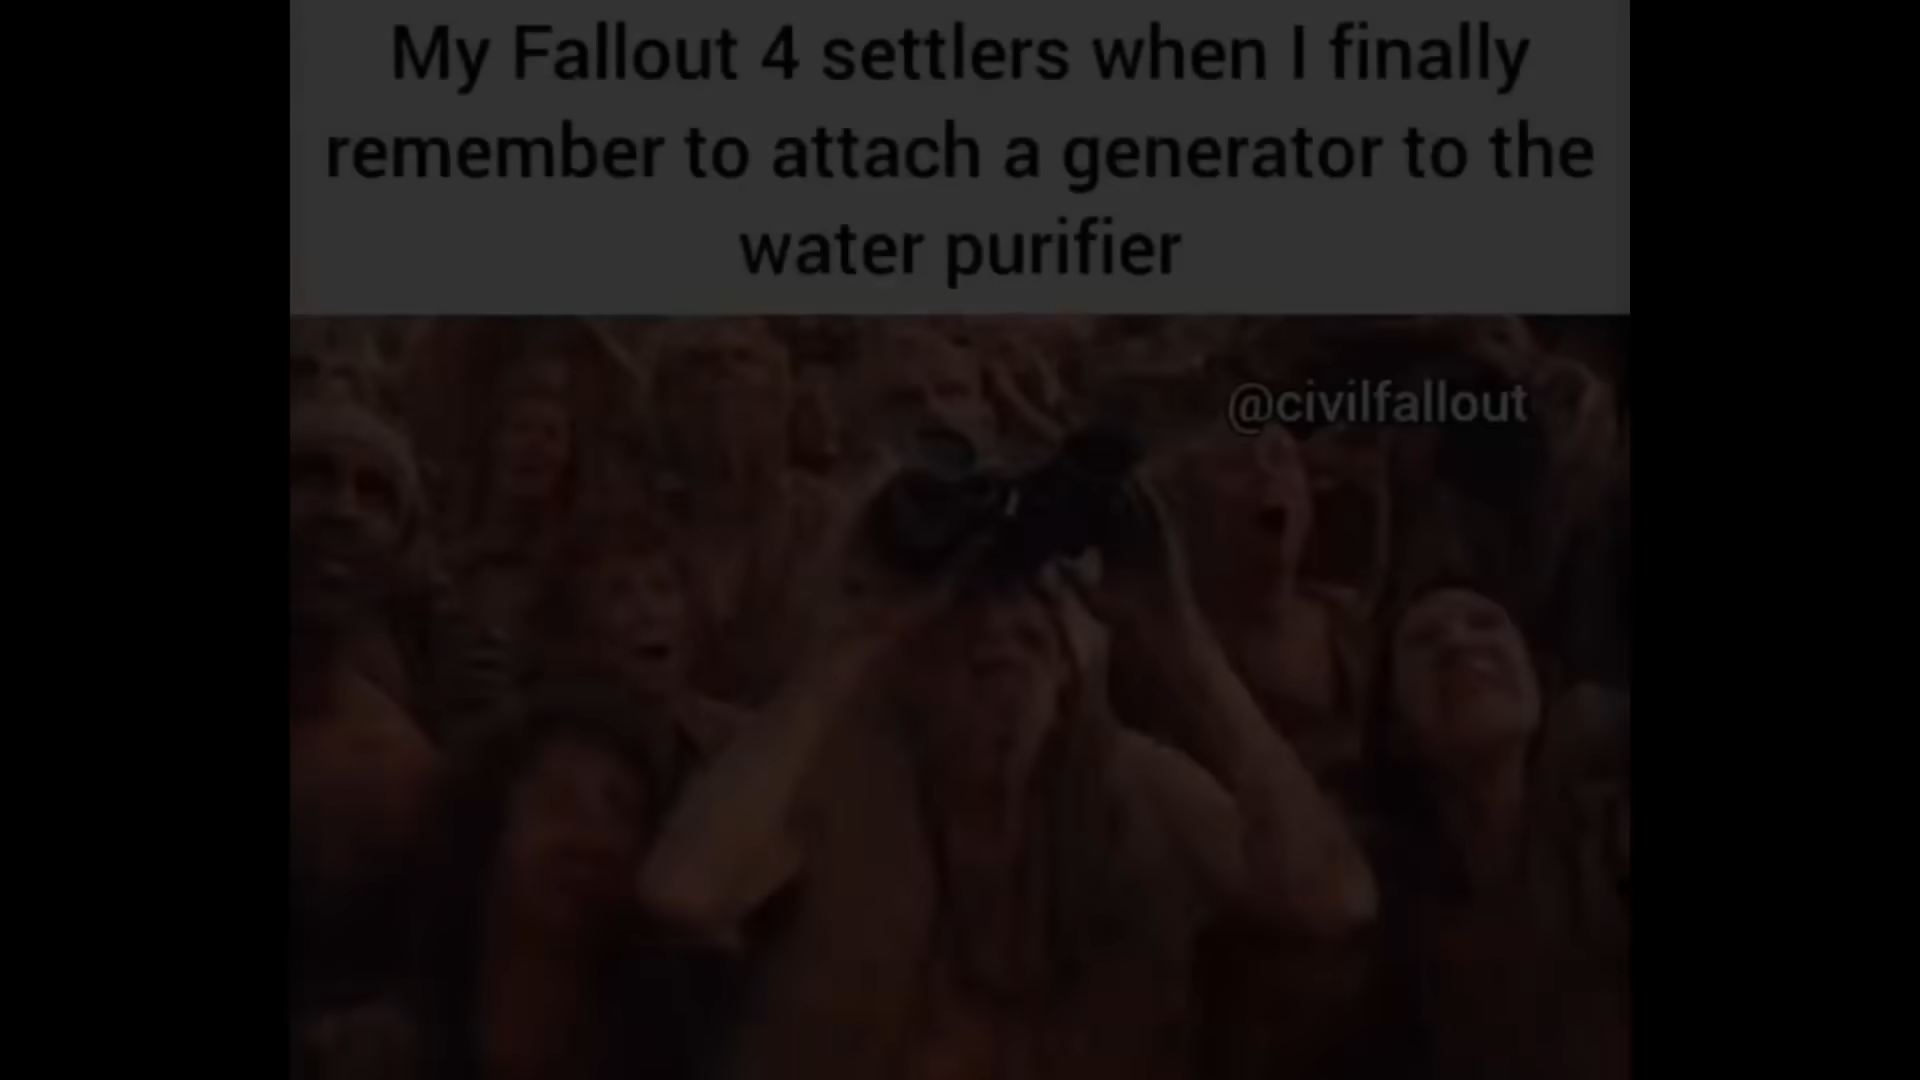 My Fallout 4 settlers when I finally
remember to attach a generator to the
water purifier
@civilfallout